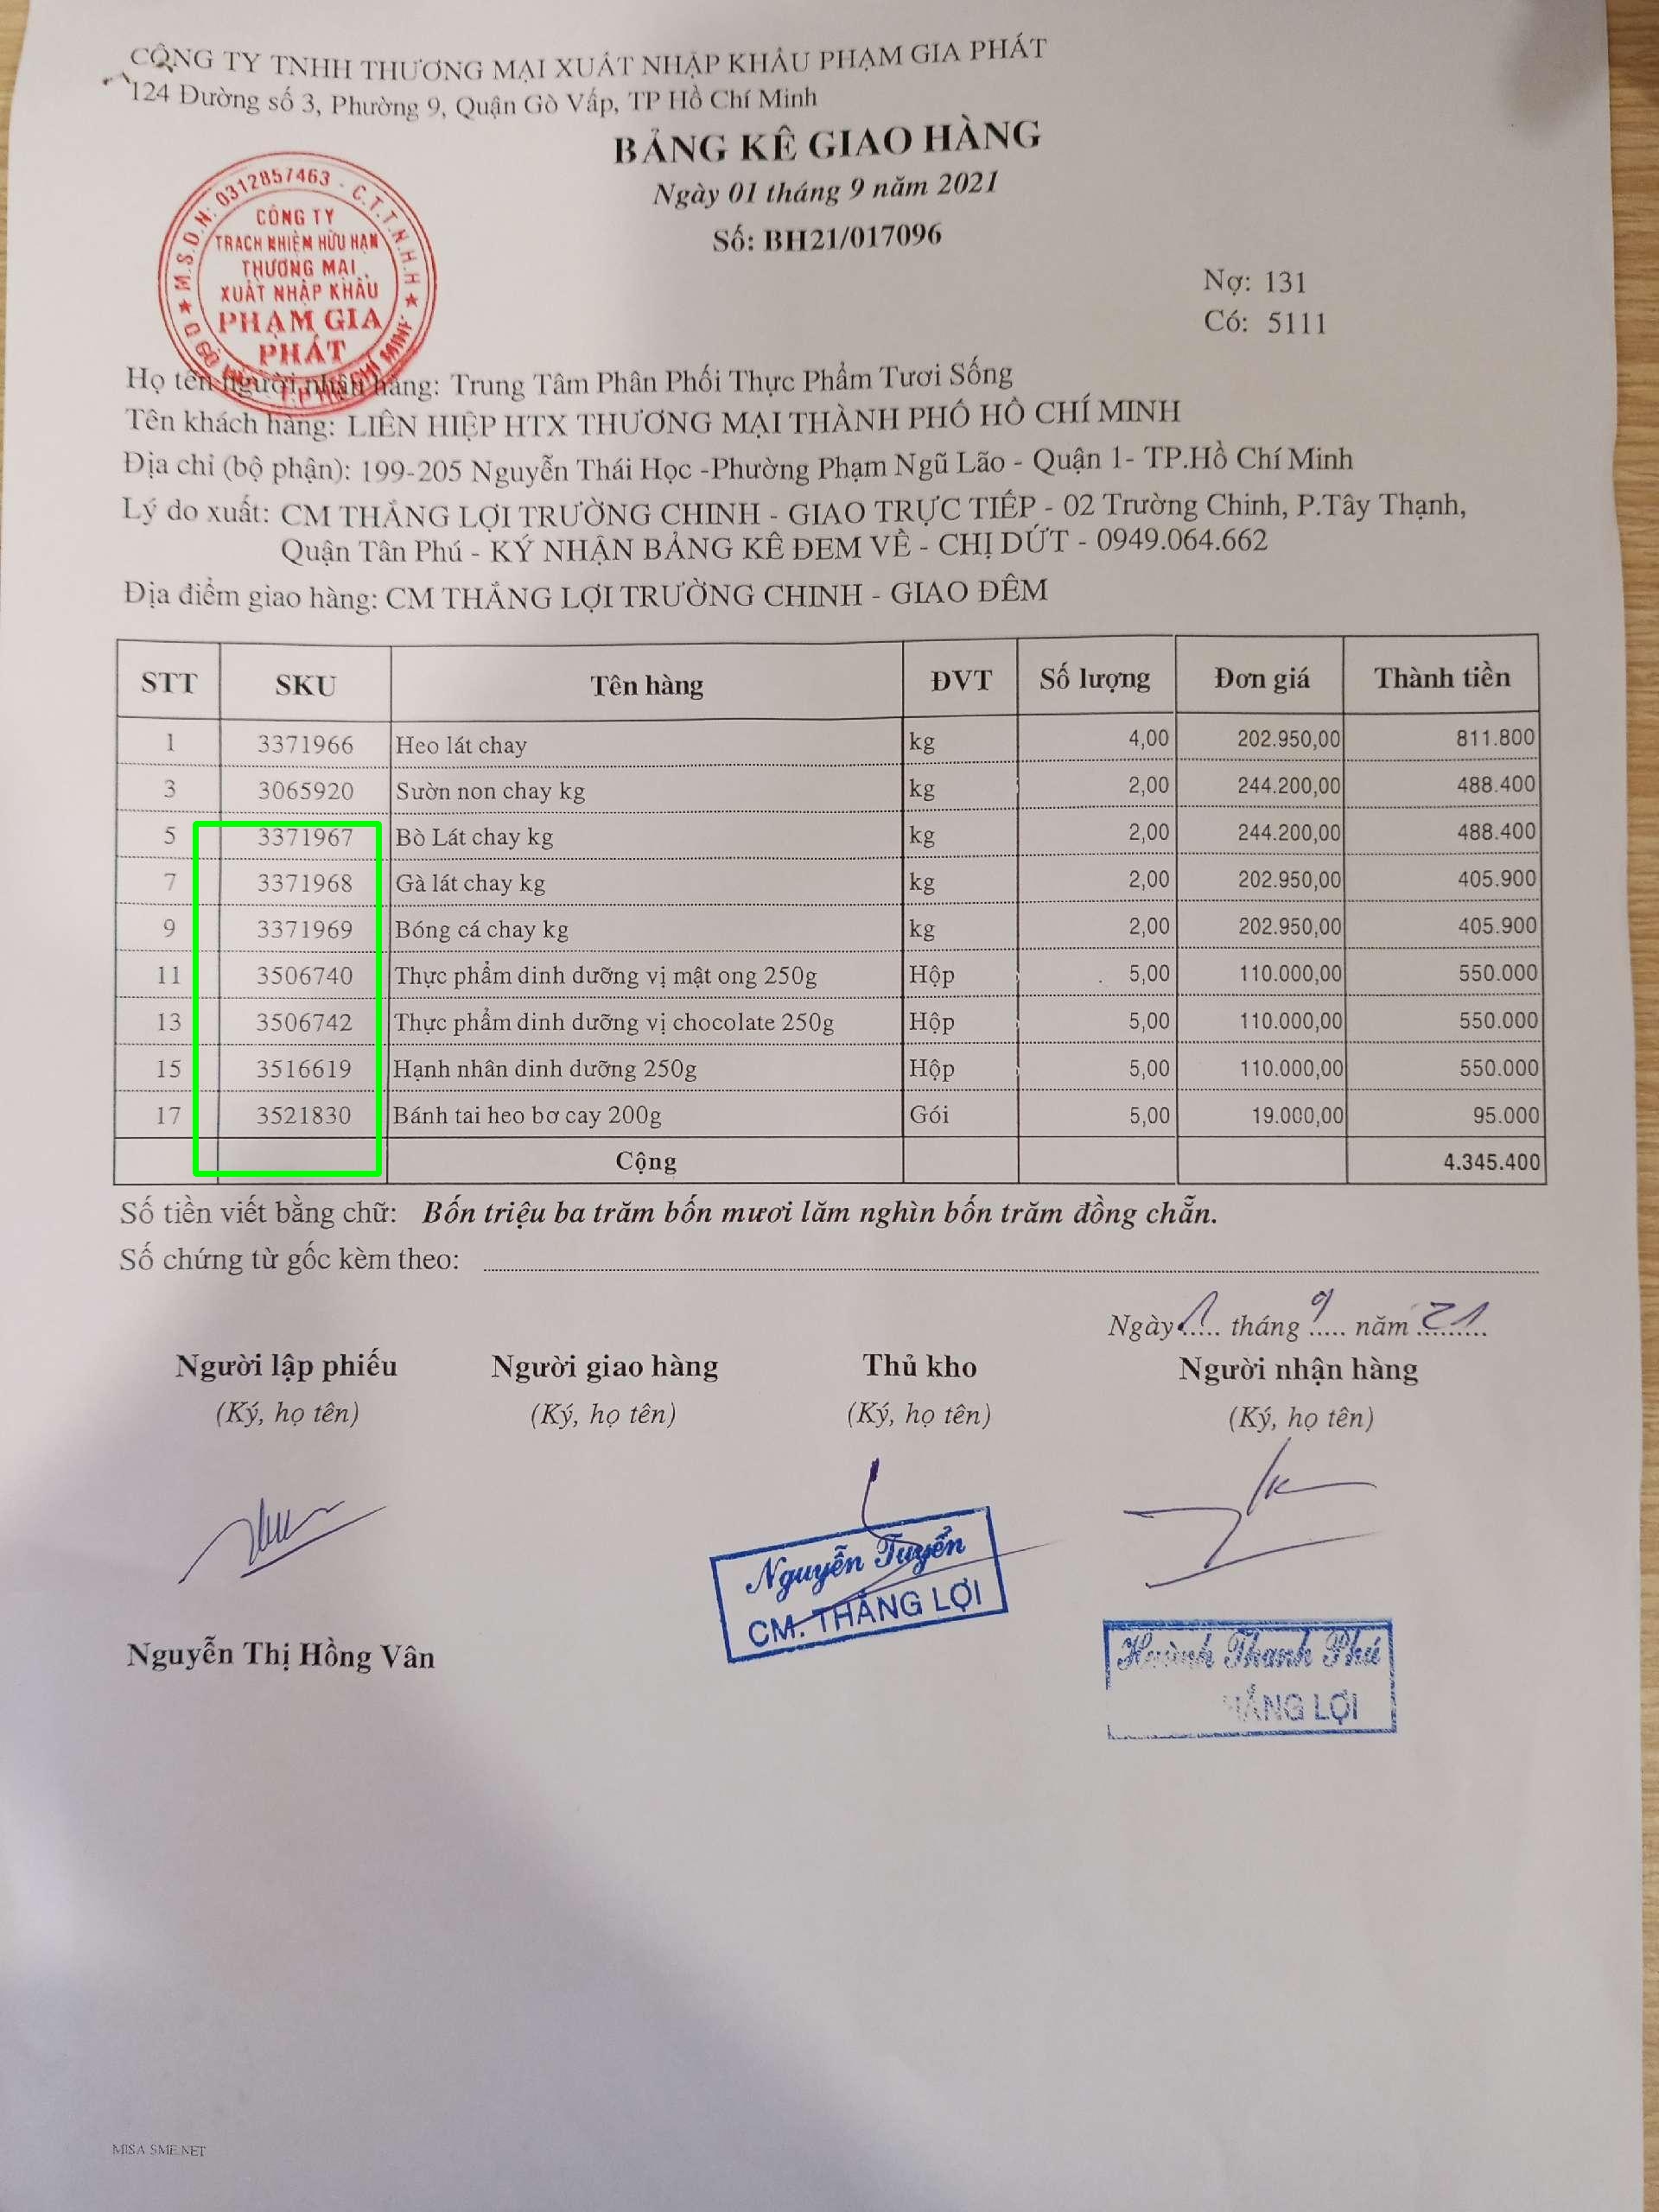 CÔNG TY TNHH THƯƠNG MẠI XUẤT NHẬP KHẨU PHẠM GIA PHÁT
124 Đường số 3, Phường 9, Quận Gò Vấp, TP Hồ Chí Minh
BẢNG KÊ GIAO HÀNG
Ngày 01 tháng 9 năm 2021
Số: BH21/017096
M.S.D.N: 0312857463 - C.T.T.N.H.H
CÔNG TY
TRÁCH NHIỆM HỮU HẠN
THƯƠNG MẠI
XUẤT NHẬP KHẨU
PHẠM GIA
PHÁT
Nợ: 131
Có: 5111
Họ tên người nhận hàng: Trung Tâm Phân Phối Thực Phẩm Tươi Sống
Tên khách hàng: LIÊN HIỆP HTX THƯƠNG MẠI THÀNH PHỐ HỒ CHÍ MINH
Địa chỉ (bộ phận): 199-205 Nguyễn Thái Học -Phường Phạm Ngũ Lão - Quận 1- TP.Hồ Chí Minh
Lý do xuất: CM THẮNG LỢI TRƯỜNG CHINH - GIAO TRỰC TIẾP - 02 Trường Chinh, P.Tây Thạnh,
Quận Tân Phú - KÝ NHẬN BẢNG KÊ ĐEM VỀ - CHỊ DỨT - 0949.064.662
Địa điểm giao hàng: CM THẮNG LỢI TRƯỜNG CHINH - GIAO ĐÊM
STT SKU Tên hàng ĐVT Số lượng Đơn giá Thành tiền
1 3371966 Heo lát chay kg 4,00 202.950,00 811.800
3 3065920 Sườn non chay kg kg 2,00 244.200,00 488.400
5 3371967 Bò Lát chay kg kg 2,00 244.200,00 488.400
7 3371968 Gà lát chay kg kg 2,00 202.950,00 405.900
9 3371969 Bóng cá chay kg kg 2,00 202.950,00 405.900
11 3506740 Thực phẩm dinh dưỡng vị mật ong 250g Hộp 5,00 110.000,00 550.000
13 3506742 Thực phẩm dinh dưỡng vị chocolate 250g Hộp 5,00 110.000,00 550.000
15 3516619 Hạnh nhân dinh dưỡng 250g Hộp 5,00 110.000,00 550.000
17 3521830 Bánh tai heo bơ cay 200g Gói 5,00 19.000,00 95.000
Cộng 4.345.400
Số tiền viết bằng chữ: Bốn triệu ba trăm bốn mươi lăm nghìn bốn trăm đồng chẵn.
Số chứng từ gốc kèm theo:
Ngày 1 tháng 9 năm 21
Người lập phiếu Người giao hàng Thủ kho Người nhận hàng
(Ký, họ tên) (Ký, họ tên) (Ký, họ tên) (Ký, họ tên)
Nguyễn Tuyển
CM. THẮNG LỢI
Nguyễn Thị Hồng Vân
Huỳnh Thanh Phú
THẮNG LỢI
MISA SME.NET